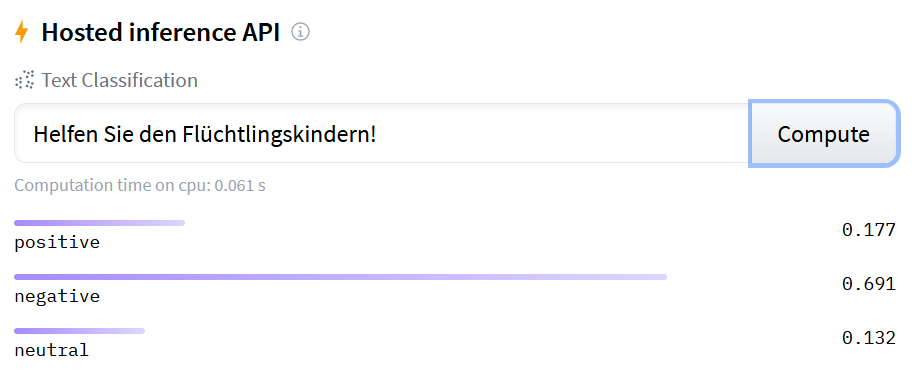 Hosted inference API
Text Classification
Helfen Sie den Flüchtlingskindern!
Compute
Computation time on cpu: 0.061 s
positive 0.177
negative 0.691
neutral 0.132